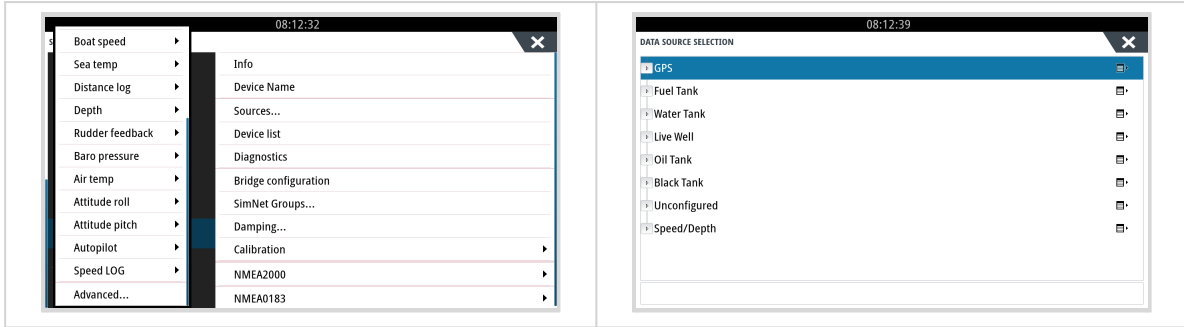 08:12:32
S
Boat speed
Sea temp
Distance log
Depth
Rudder feedback
Baro pressure
Air temp
Attitude roll
Attitude pitch
Autopilot
Speed LOG
Advanced...
Info
Device Name
Sources...
Device list
Diagnostics
Bridge configuration
SimNet Groups...
Damping...
Calibration
NMEA2000
NMEA0183
08:12:39
DATA SOURCE SELECTION
GPS
Fuel Tank
Water Tank
Live Well
Oil Tank
Black Tank
Unconfigured
Speed/Depth